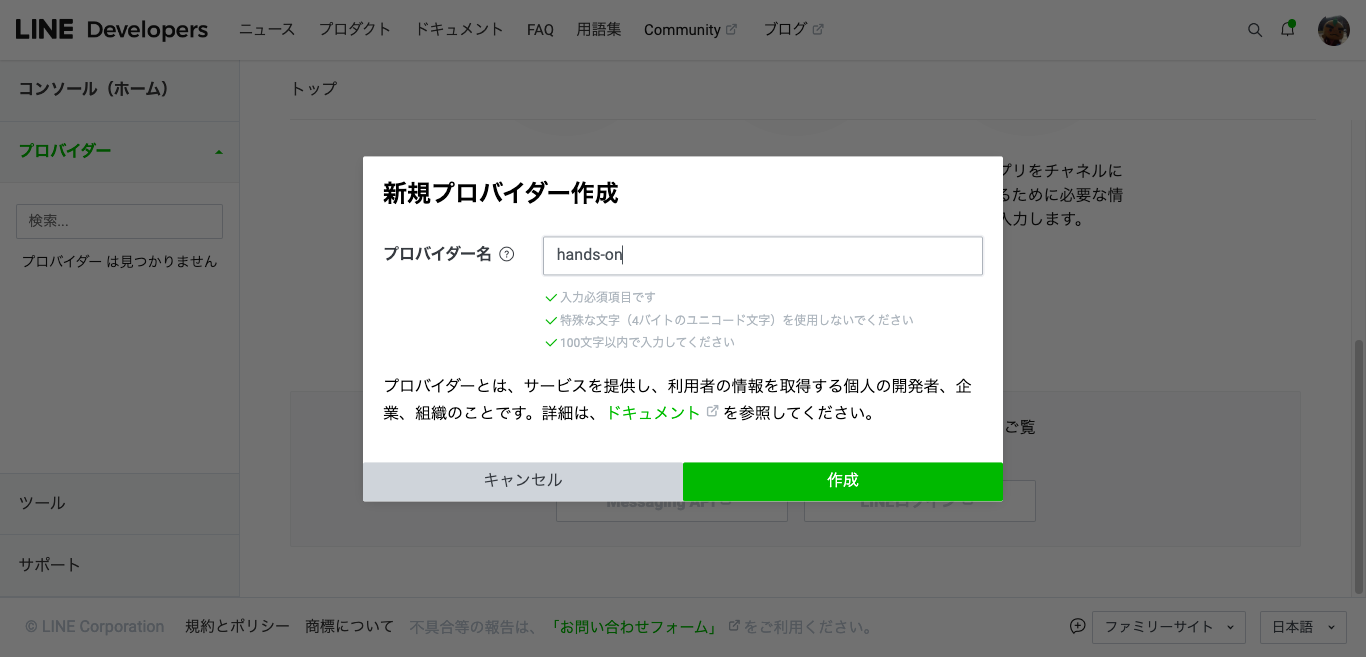 LINE Developers ニュース プロダクト ドキュメント FAQ 用語集 Community ブログ
コンソール（ホーム）
トップ
プロバイダー
検索...
プロバイダー は見つかりません
プリをチャネルに
るために必要な情
入力します。
新規プロバイダー作成
プロバイダー名 ?
hands-on
入力必須項目です
特殊な文字（4バイトのユニコード文字）を使用しないでください
100文字以内で入力してください
プロバイダーとは、サービスを提供し、利用者の情報を取得する個人の開発者、企
業、組織のことです。詳細は、ドキュメント を参照してください。
キャンセル 作成
ご覧
Messaging API LINEログイン
ツール
サポート
© LINE Corporation 規約とポリシー 商標について 不具合等の報告は、「お問い合わせフォーム」 をご利用ください。 ファミリーサイト 日本語